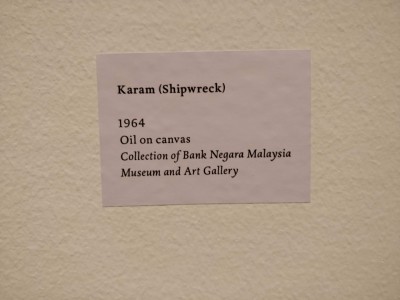 Karam (Shipwreck)
1964
Oil on canvas
Collection of Bank Negara Malaysia
Museum and Art Gallery